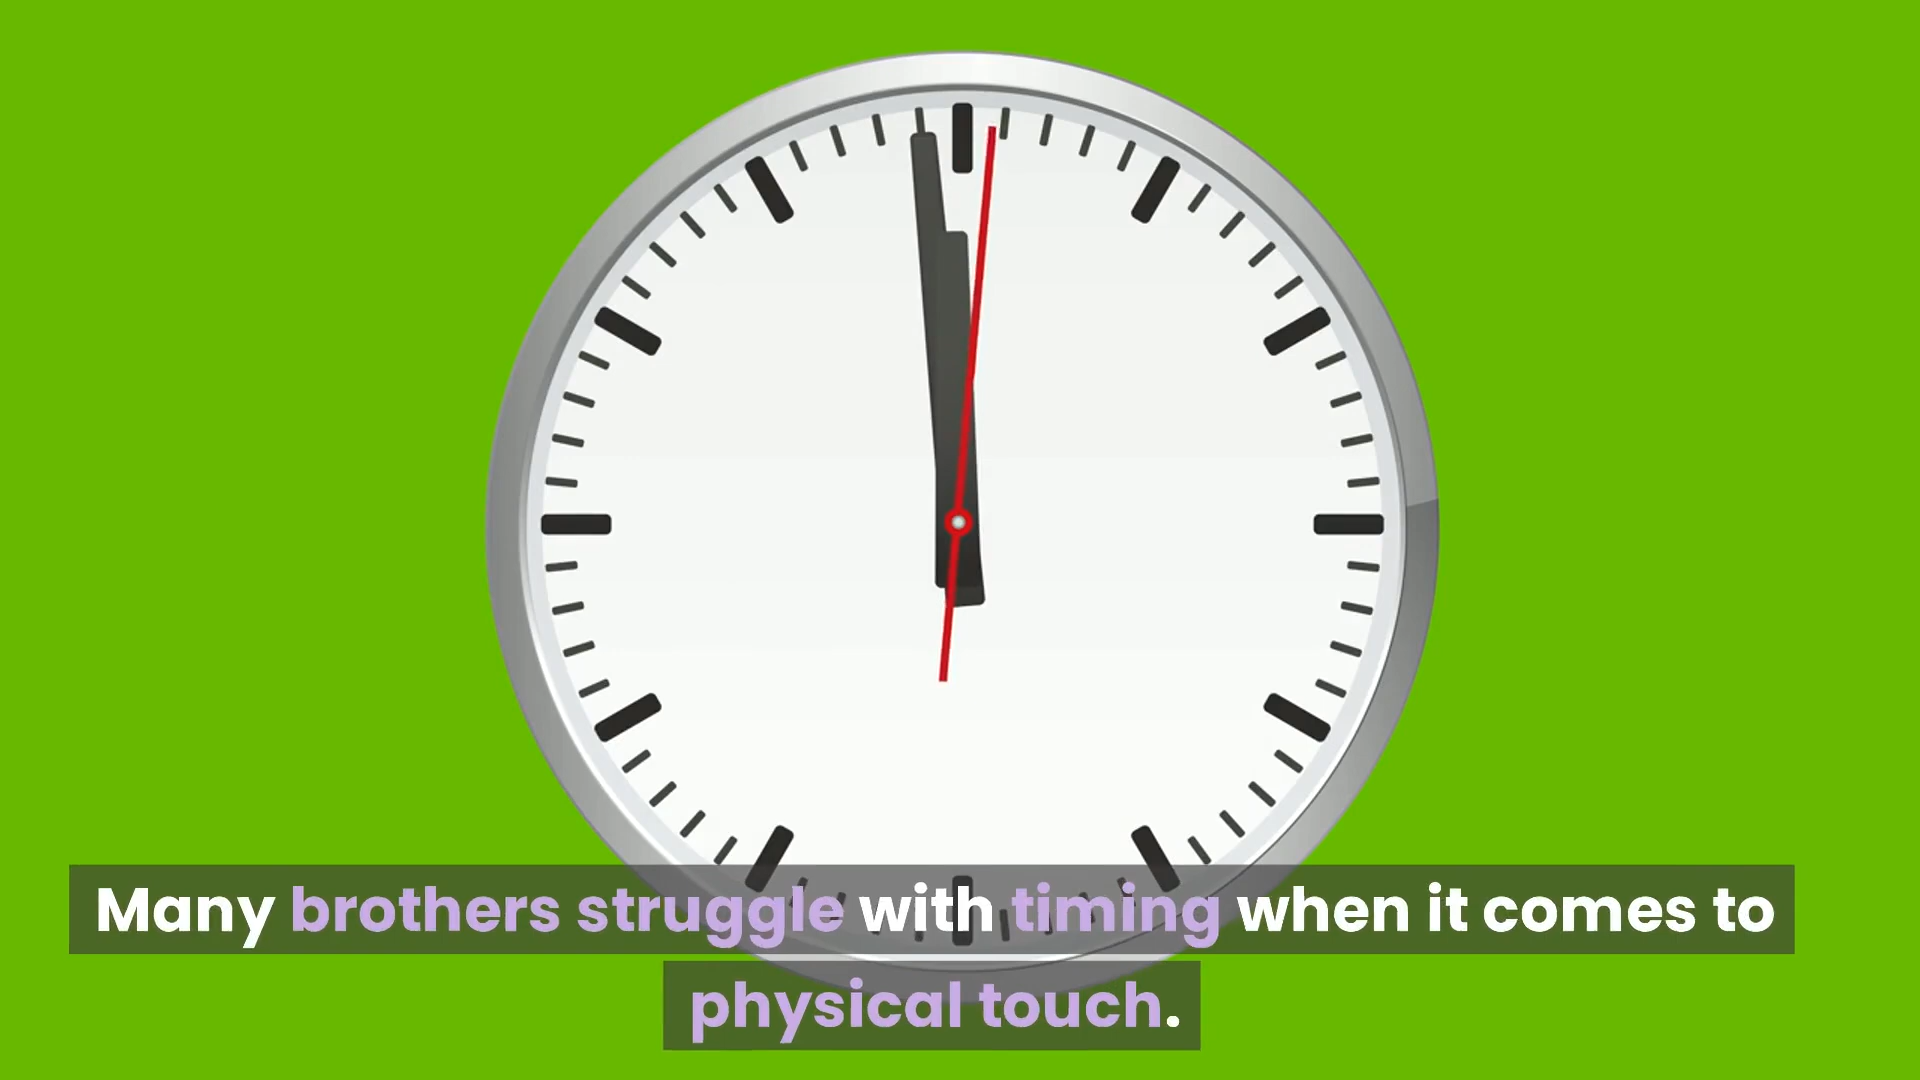 Many brothers struggle with timing when it comes to
physical touch.